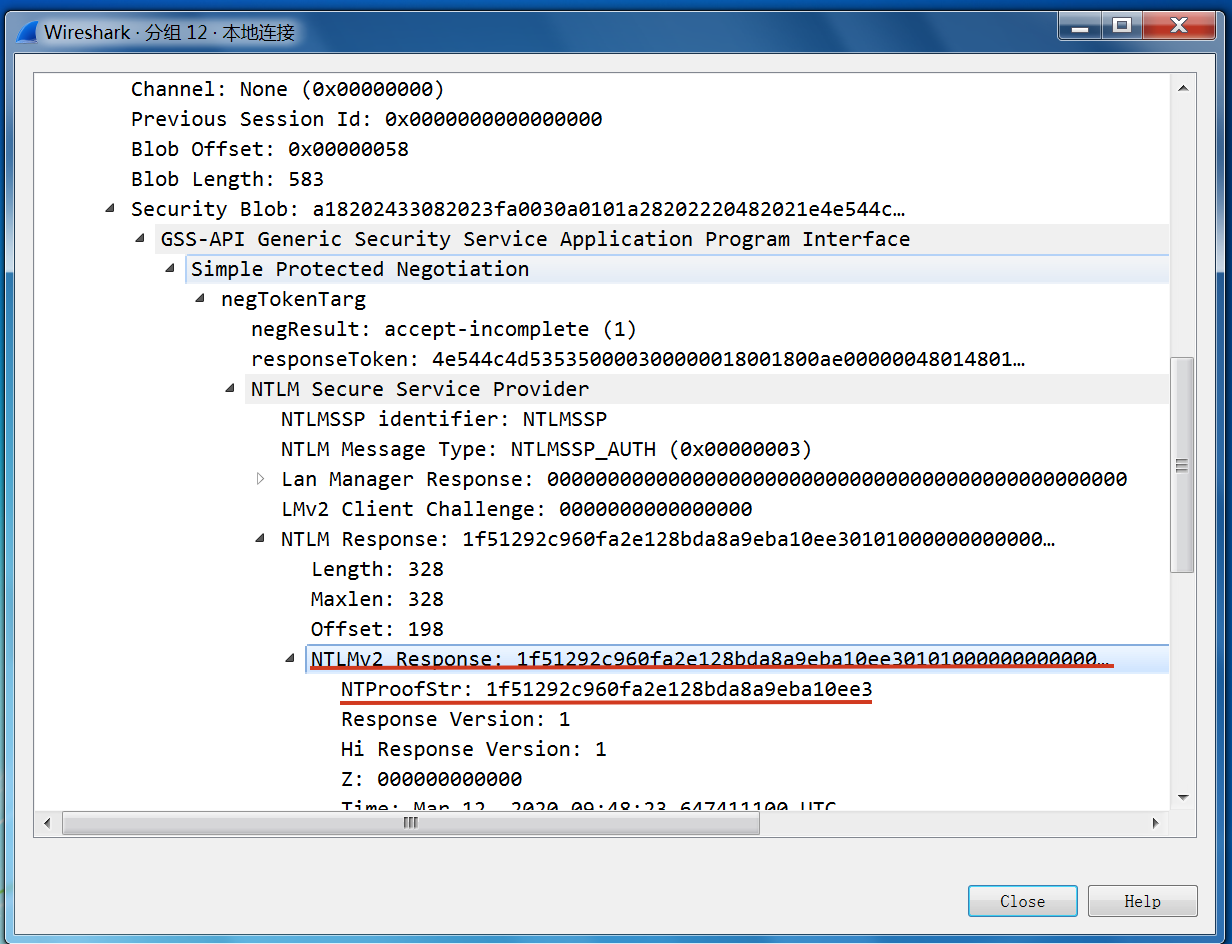 Wireshark · 分组 12 · 本地连接
Channel: None (0x00000000)
Previous Session Id: 0x0000000000000000
Blob Offset: 0x00000058
Blob Length: 583
Security Blob: a18202433082023fa0030a0101a28202220482021e4e544c…
GSS-API Generic Security Service Application Program Interface
Simple Protected Negotiation
negTokenTarg
negResult: accept-incomplete (1)
responseToken: 4e544c4d535350000300000018001800ae00000048014801…
NTLM Secure Service Provider
NTLMSSP identifier: NTLMSSP
NTLM Message Type: NTLMSSP_AUTH (0x00000003)
Lan Manager Response: 000000000000000000000000000000000000000000000000
LMv2 Client Challenge: 0000000000000000
NTLM Response: 1f51292c960fa2e128bda8a9eba10ee30101000000000000…
Length: 328
Maxlen: 328
Offset: 198
NTLMv2 Response: 1f51292c960fa2e128bda8a9eba10ee30101000000000000…
NTProofStr: 1f51292c960fa2e128bda8a9eba10ee3
Response Version: 1
Hi Response Version: 1
Z: 000000000000
Time: Mar 12, 2020 09:48:23.647411100 UTC
Close
Help